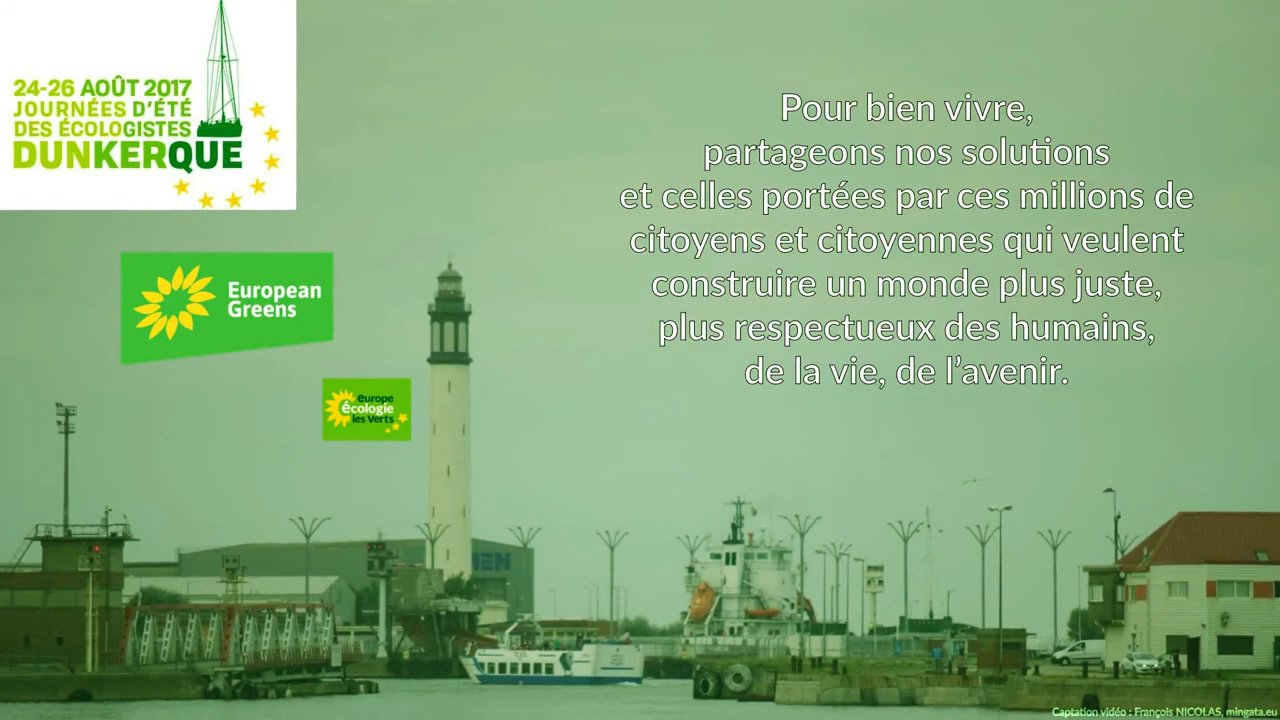 24-26 AOÛT 2017
JOURNÉES D'ÉTÉ
DES ÉCOLOGISTES
DUNKERQUE
Pour bien vivre,
partageons nos solutions
et celles portées par ces millions de
citoyens et citoyennes qui veulent
construire un monde plus juste,
plus respectueux des humains,
de la vie, de l’avenir.
European
Greens
europe
écologie
les Verts
Captation vidéo : François NICOLAS, mingata.eu